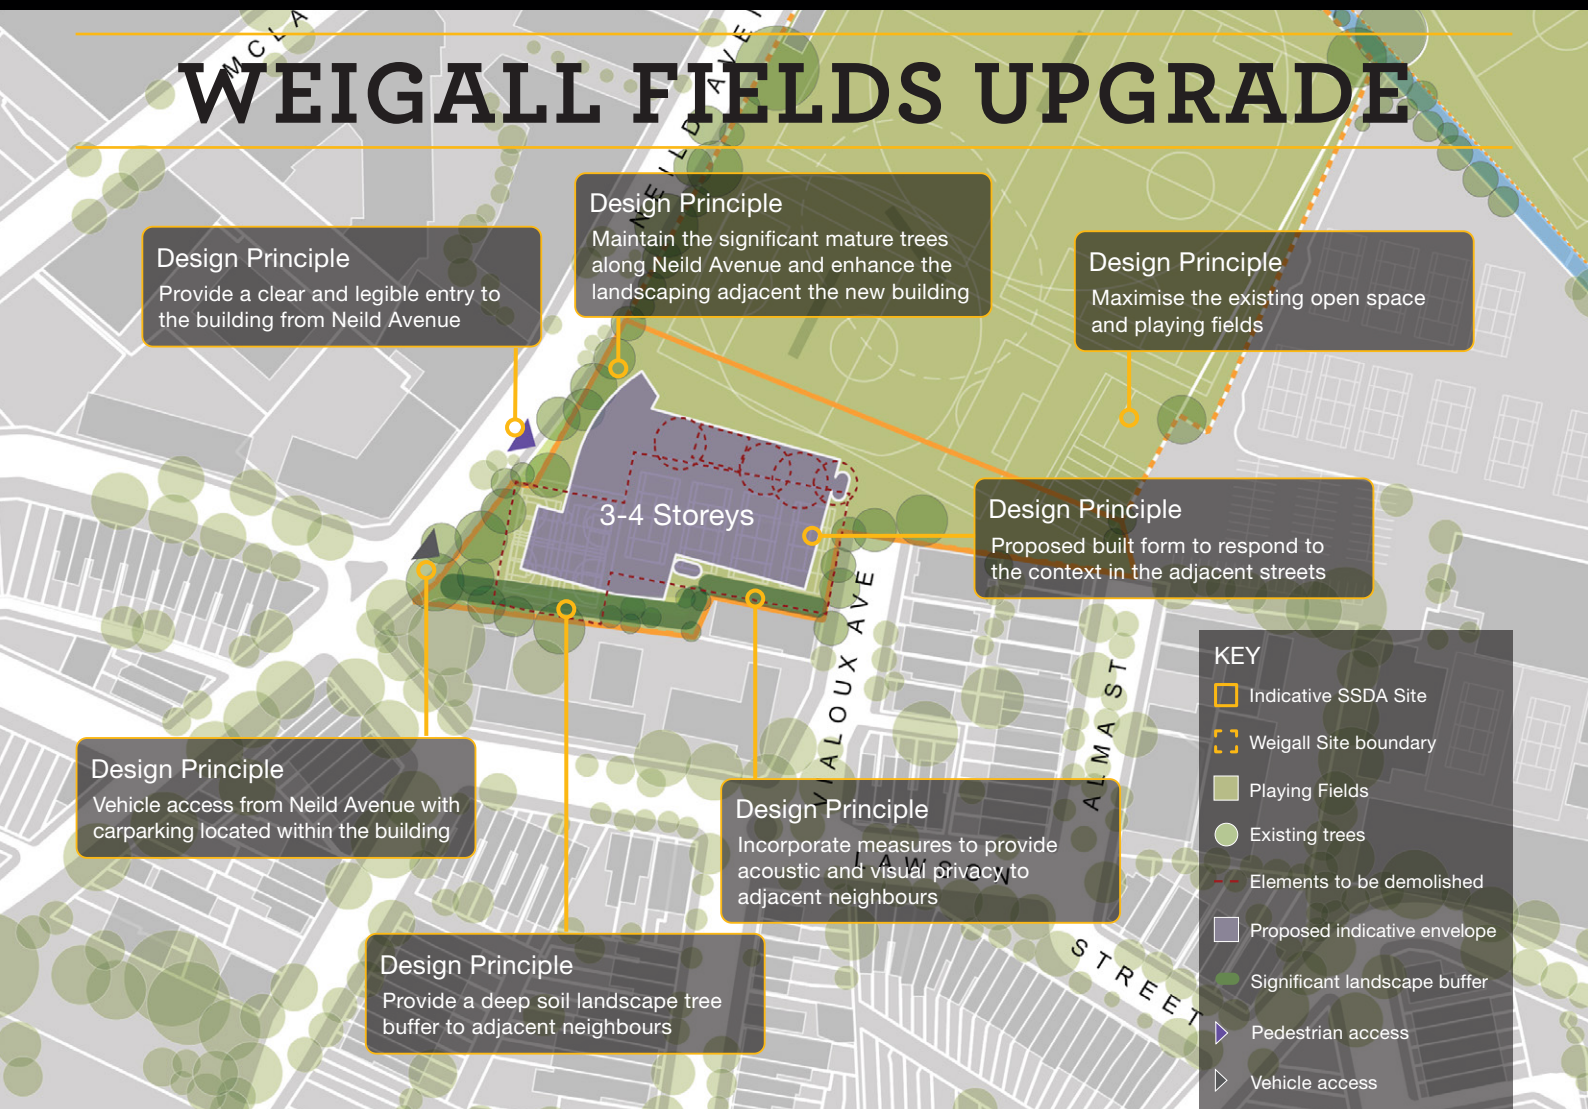 MCLA
NEILD AVE
WEIGALL FIELDS UPGRADE
Design Principle
Maintain the significant mature trees
along Neild Avenue and enhance the
landscaping adjacent the new building
Design Principle
Provide a clear and legible entry to
the building from Neild Avenue
Design Principle
Maximise the existing open space
and playing fields
3-4 Storeys
Design Principle
Proposed built form to respond to
the context in the adjacent streets
VIALOUX AVE
ALMA ST
Design Principle
Vehicle access from Neild Avenue with
carparking located within the building
Design Principle
Incorporate measures to provide
acoustic and visual privacy to
adjacent neighbours
LAWSON
STREET
Design Principle
Provide a deep soil landscape tree
buffer to adjacent neighbours
KEY
Indicative SSDA Site
Weigall Site boundary
Playing Fields
Existing trees
Elements to be demolished
Proposed indicative envelope
Significant landscape buffer
Pedestrian access
Vehicle access